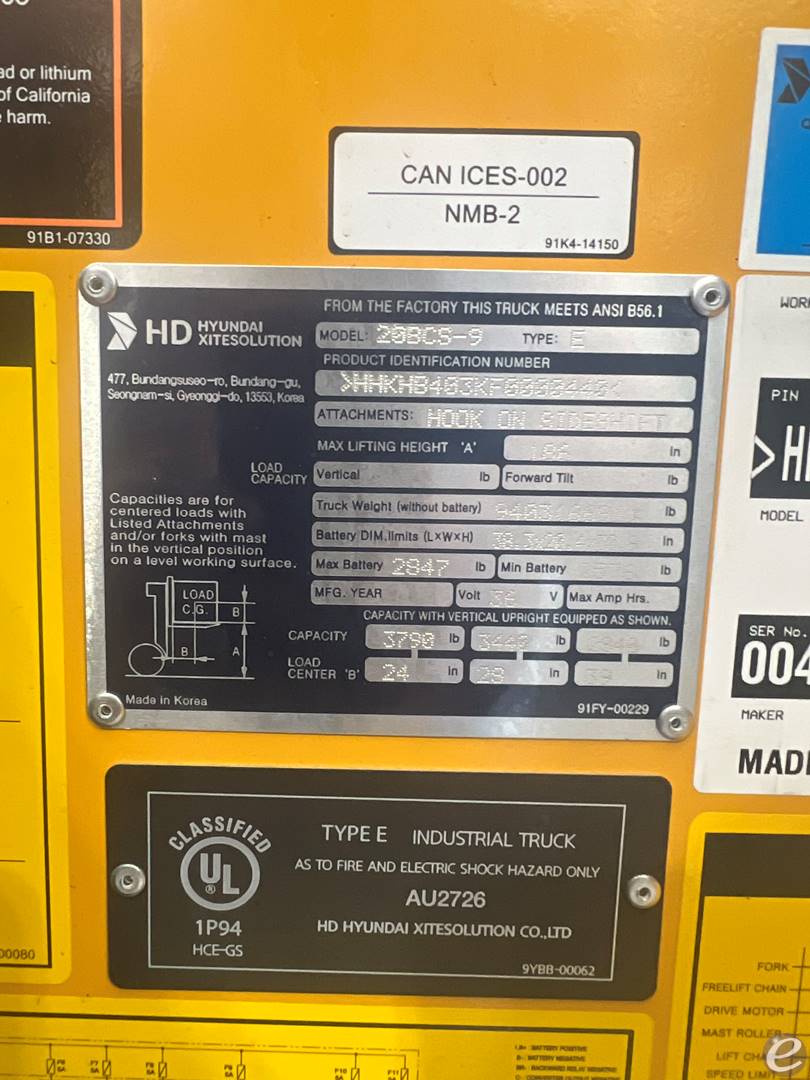 ad or lithium
of California
harm.
91B1-07330
CAN ICES-002
NMB-2
91K4-14150
FROM THE FACTORY THIS TRUCK MEETS ANSI B56.1
HD HYUNDAI
XITESOLUTION
MODEL: 20BCS-9 TYPE: E
PRODUCT IDENTIFICATION NUMBER
477, Bundangsuseo-ro, Bundang-gu,
Seongnam-si, Gyeonggi-do, 13553, Korea
ATTACHMENTS: HOOK ON SIDESHIFT
MAX LIFTING HEIGHT 'A' in
LOAD
CAPACITY Vertical lb Forward Tilt lb
Truck Weight (without battery) lb
Battery DIM.limits (L×W×H) in
Max Battery 2847 lb Min Battery lb
MFG. YEAR Volt 36 V Max Amp Hrs.
Capacities are for
centered loads with
Listed Attachments
and/or forks with mast
in the vertical position
on a level working surface.
LOAD
C.G.
B
B
A
CAPACITY WITH VERTICAL UPRIGHT EQUIPPED AS SHOWN.
CAPACITY 3790 lb 3440 lb lb
LOAD
CENTER 'B' 24 in 28 in in
Made in Korea
91FY-00229
CLASSIFIED
UL
®
1P94
HCE-GS
TYPE E INDUSTRIAL TRUCK
AS TO FIRE AND ELECTRIC SHOCK HAZARD ONLY
AU2726
HD HYUNDAI XITESOLUTION CO.,LTD
9YBB-00062
PIN
MODEL
SER No.
004
MAKER
MADE
00080
FORK
FREELIFT CHAIN
DRIVE MOTOR
MAST ROLLER
LIFT CHA
SPEED LIMI